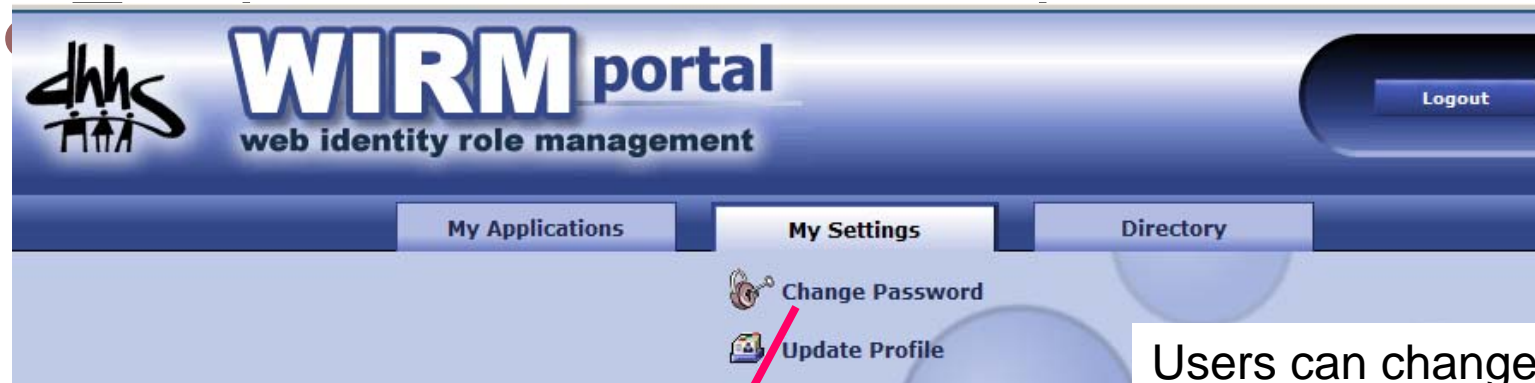 dhhs
WIRM portal
web identity role management
Logout
My Applications My Settings Directory
Change Password
Update Profile
Users can change